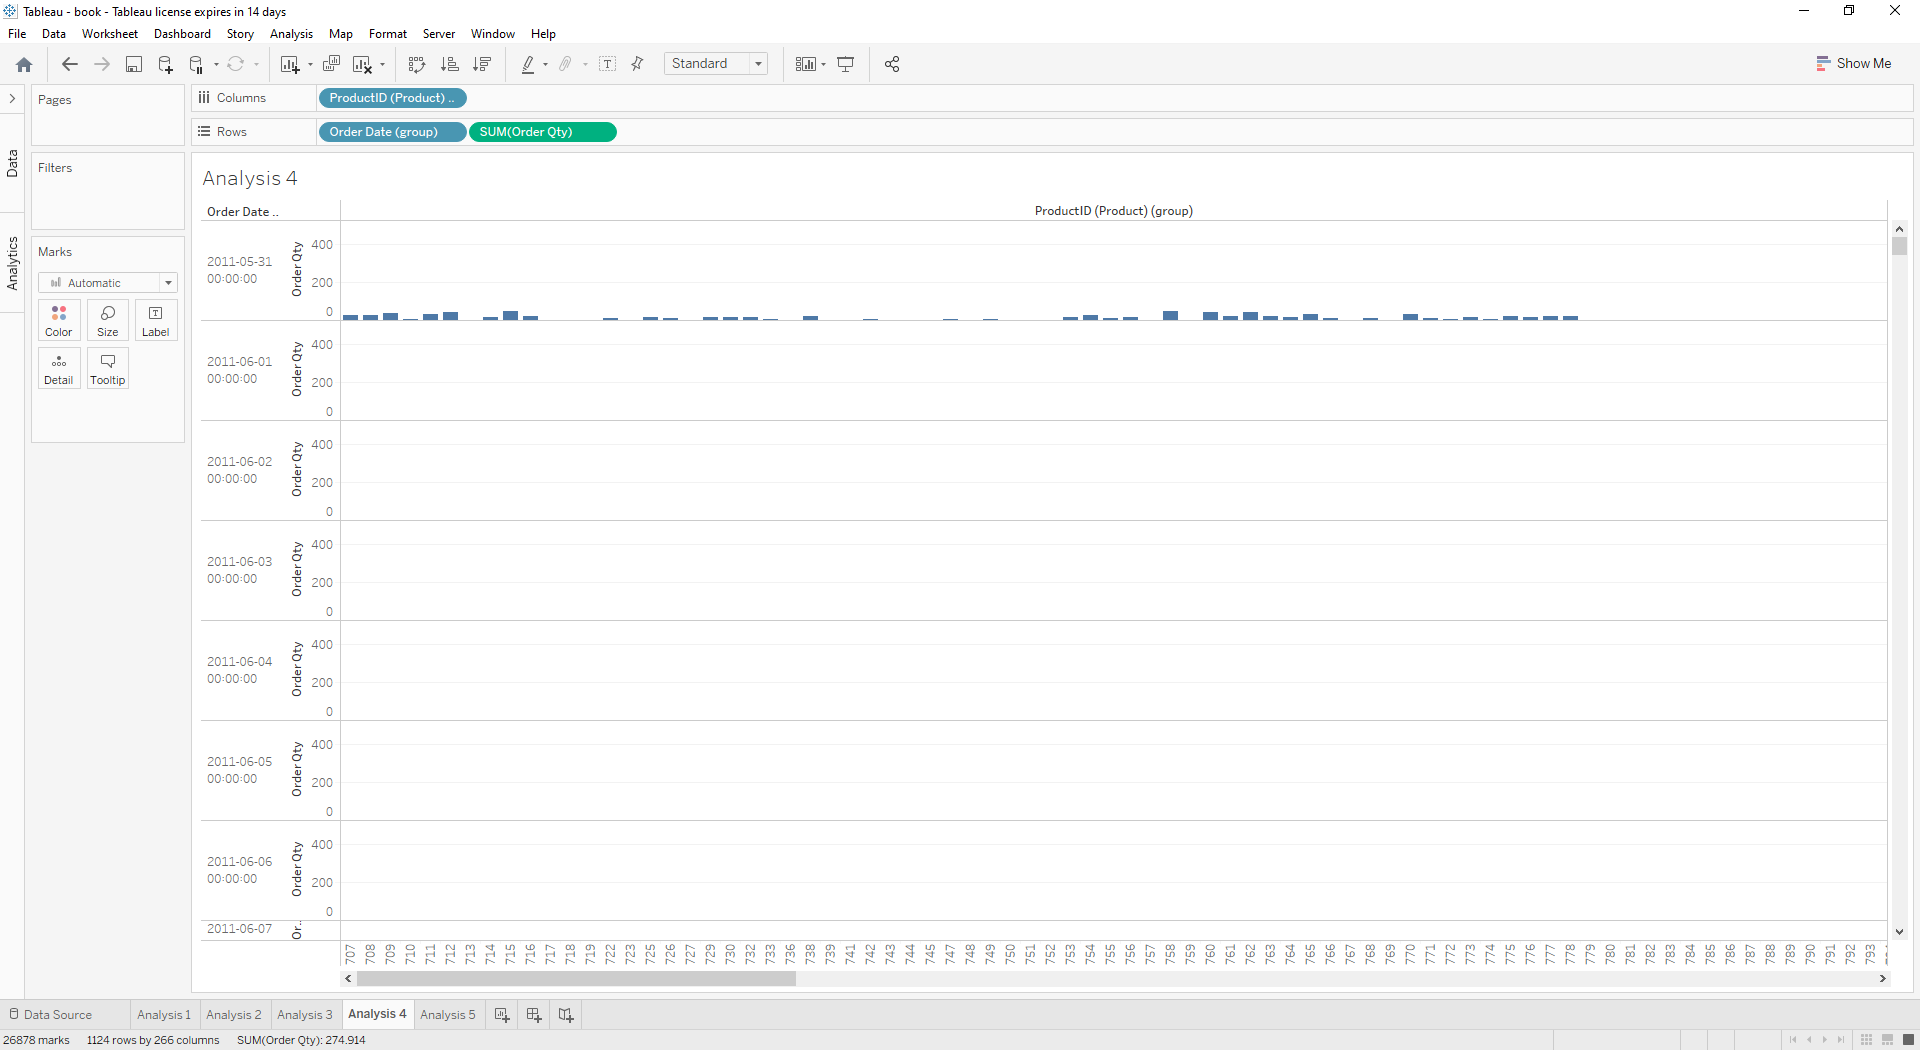 Tableau - book - Tableau license expires in 14 days
File Data Worksheet Dashboard Story Analysis Map Format Server Window Help
Standard
Show Me
Data
Analytics
Pages
Filters
Marks
Automatic
Color Size Label
Detail Tooltip
Columns ProductID (Product) ..
Rows Order Date (group) SUM(Order Qty)
Analysis 4
Order Date .. ProductID (Product) (group)
2011-05-31 00:00:00 Order Qty 400 200 0
2011-06-01 00:00:00 Order Qty 400 200 0
2011-06-02 00:00:00 Order Qty 400 200 0
2011-06-03 00:00:00 Order Qty 400 200 0
2011-06-04 00:00:00 Order Qty 400 200 0
2011-06-05 00:00:00 Order Qty 400 200 0
2011-06-06 00:00:00 Order Qty 400 200 0
2011-06-07 Or..
707 708 709 710 711 712 713 714 715 716 717 718 719 722 723 725 726 727 729 730 732 733 736 738 739 741 742 743 744 745 747 748 749 750 751 752 753 754 755 756 757 758 759 760 761 762 763 764 765 766 767 768 769 770 771 772 773 774 775 776 777 778 779 780 781 782 783 784 785 786 787 788 789 790 791 792 793
Data Source Analysis 1 Analysis 2 Analysis 3 Analysis 4 Analysis 5
26878 marks 1124 rows by 266 columns SUM(Order Qty): 274.914